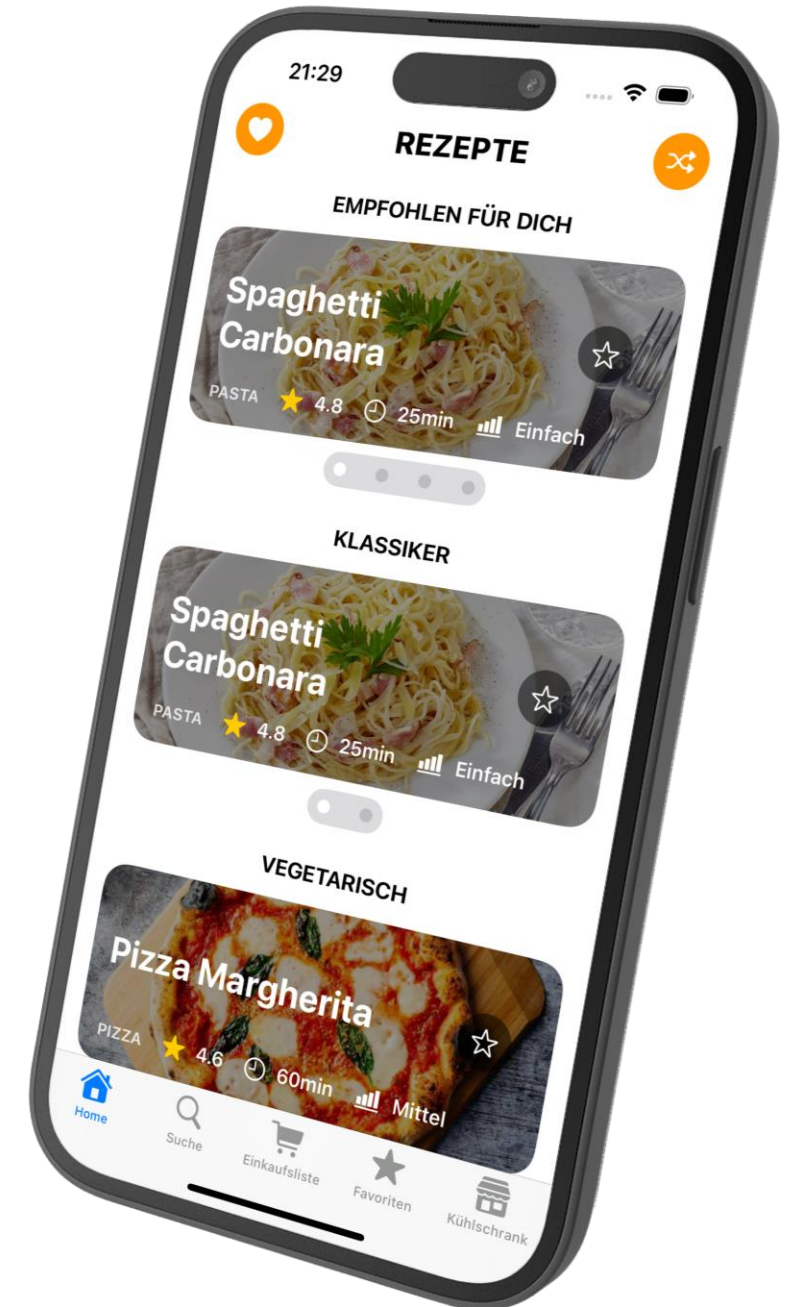 21:29
REZEPTE
EMPFOHLEN FÜR DICH
Spaghetti
Carbonara
PASTA 4.8 25min Einfach
KLASSIKER
Spaghetti
Carbonara
PASTA 4.8 25min Einfach
VEGETARISCH
Pizza Margherita
PIZZA 4.6 60min Mittel
Home Suche Einkaufsliste Favoriten Kühlschrank